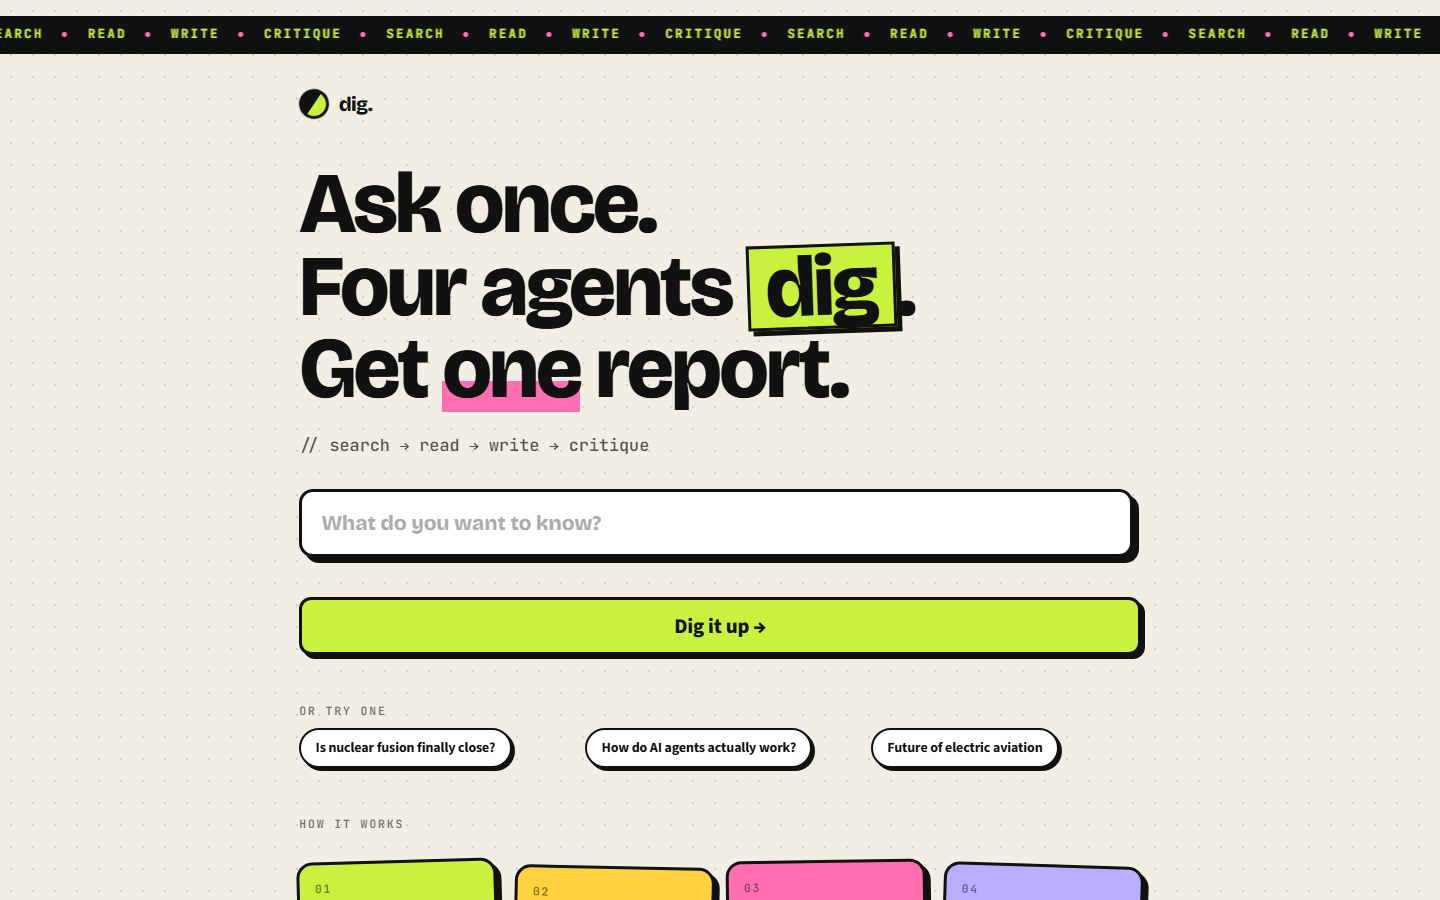 EARCH • READ • WRITE • CRITIQUE • SEARCH • READ • WRITE • CRITIQUE • SEARCH • READ • WRITE • CRITIQUE • SEARCH • READ • WRITE
dig.
Ask once.
Four agents dig.
Get one report.
// search → read → write → critique
What do you want to know?
Dig it up →
OR TRY ONE
Is nuclear fusion finally close?
How do AI agents actually work?
Future of electric aviation
HOW IT WORKS
01
02
03
04